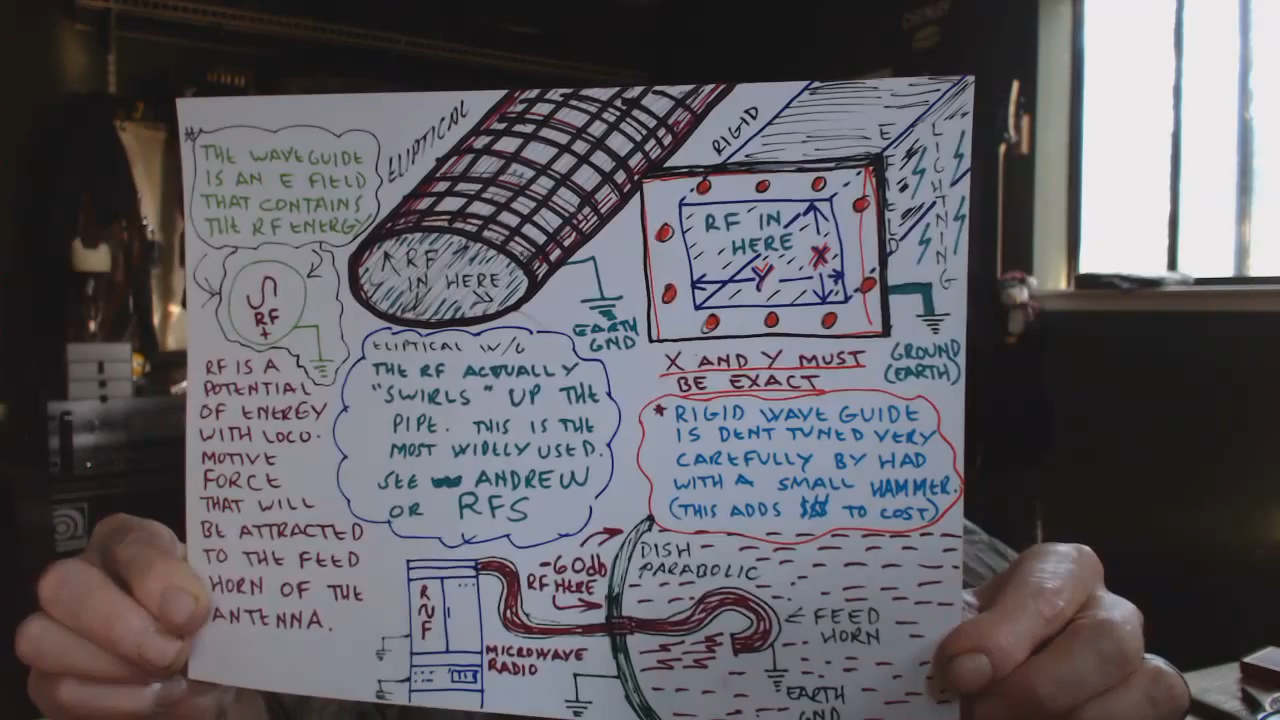 *
THE WAVEGUIDE
IS AN E FIELD
THAT CONTAINS
THE RF ENERGY
RF
+
RF IS A
POTENTIAL
OF ENERGY
WITH LOCO-
MOTIVE
FORCE
THAT WILL
BE ATTRACTED
TO THE FEED
HORN OF THE
ANTENNA.
ELIPTICAL
RF
IN HERE
EARTH
GND
ELIPTICAL W/G
THE RF ACTUALLY
"SWIRLS" UP THE
PIPE. THIS IS THE
MOST WIDLLY USED.
SEE ANDREW
OR RFS
RIGID
E FIELD
LIGHTNING
RF IN
HERE
X
Y
GROUND
(EARTH)
X AND Y MUST
BE EXACT
* RIGID WAVE GUIDE
IS DENT TUNED VERY
CAREFULLY BY HAD
WITH A SMALL HAMMER.
(THIS ADDS $$$ TO COST)
-60db
RF HERE
DISH
PARABOLIC
R
F
MICROWAVE
RADIO
FEED
HORN
EARTH
GND